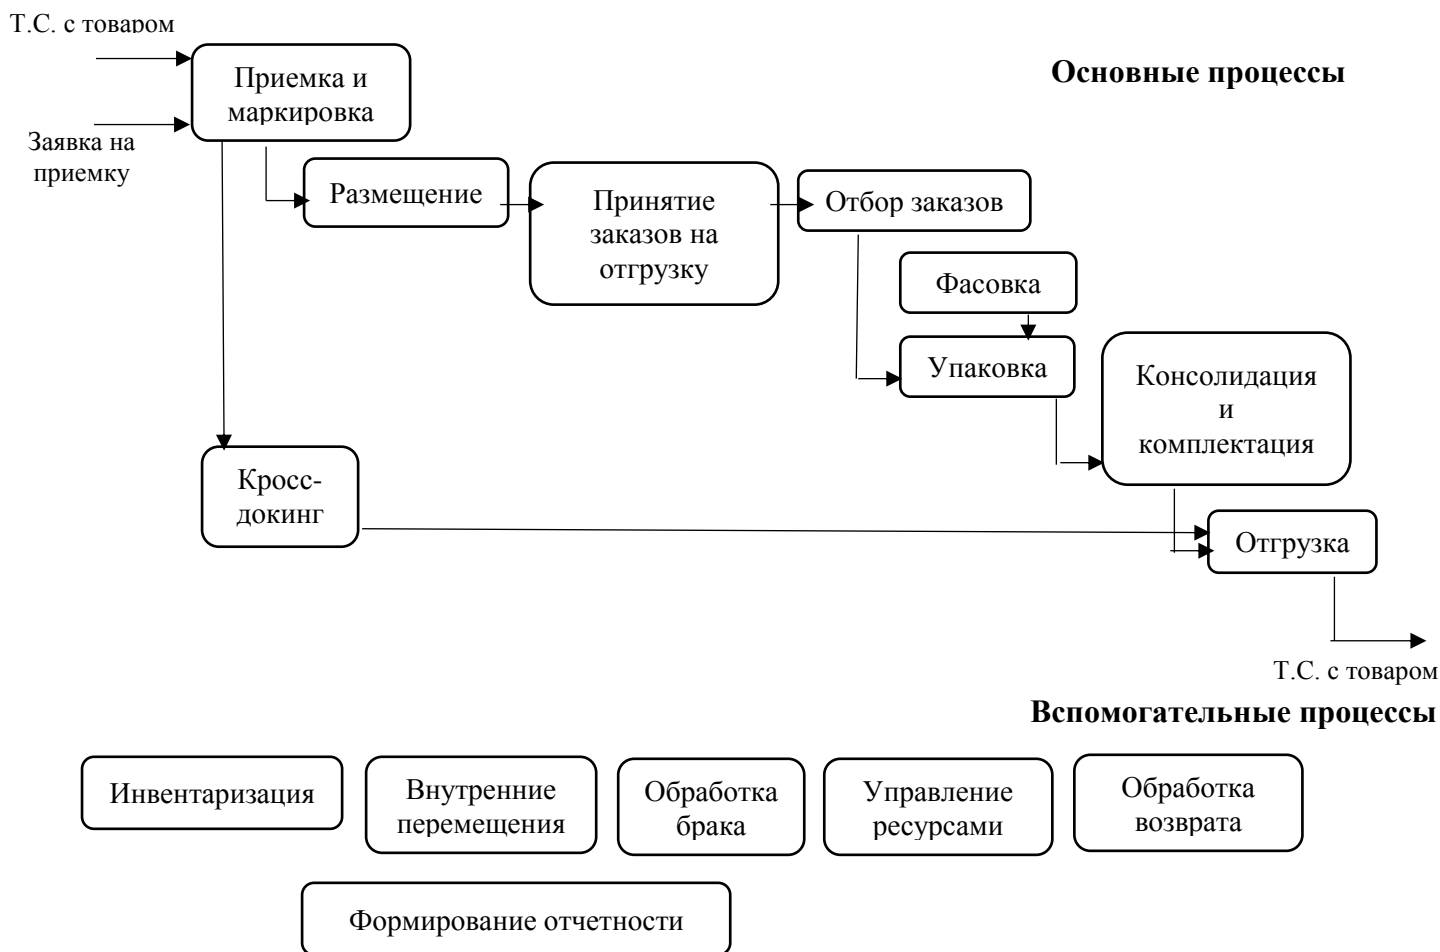 Т.С. с товаром
Основные процессы
Приемка и
маркировка
Заявка на
приемку
Размещение
Принятие
заказов на
отгрузку
Отбор заказов
Фасовка
Упаковка
Консолидация
и
комплектация
Кросс-
докинг
Отгрузка
Т.С. с товаром
Вспомогательные процессы
Инвентаризация
Внутренние
перемещения
Обработка
брака
Управление
ресурсами
Обработка
возврата
Формирование отчетности